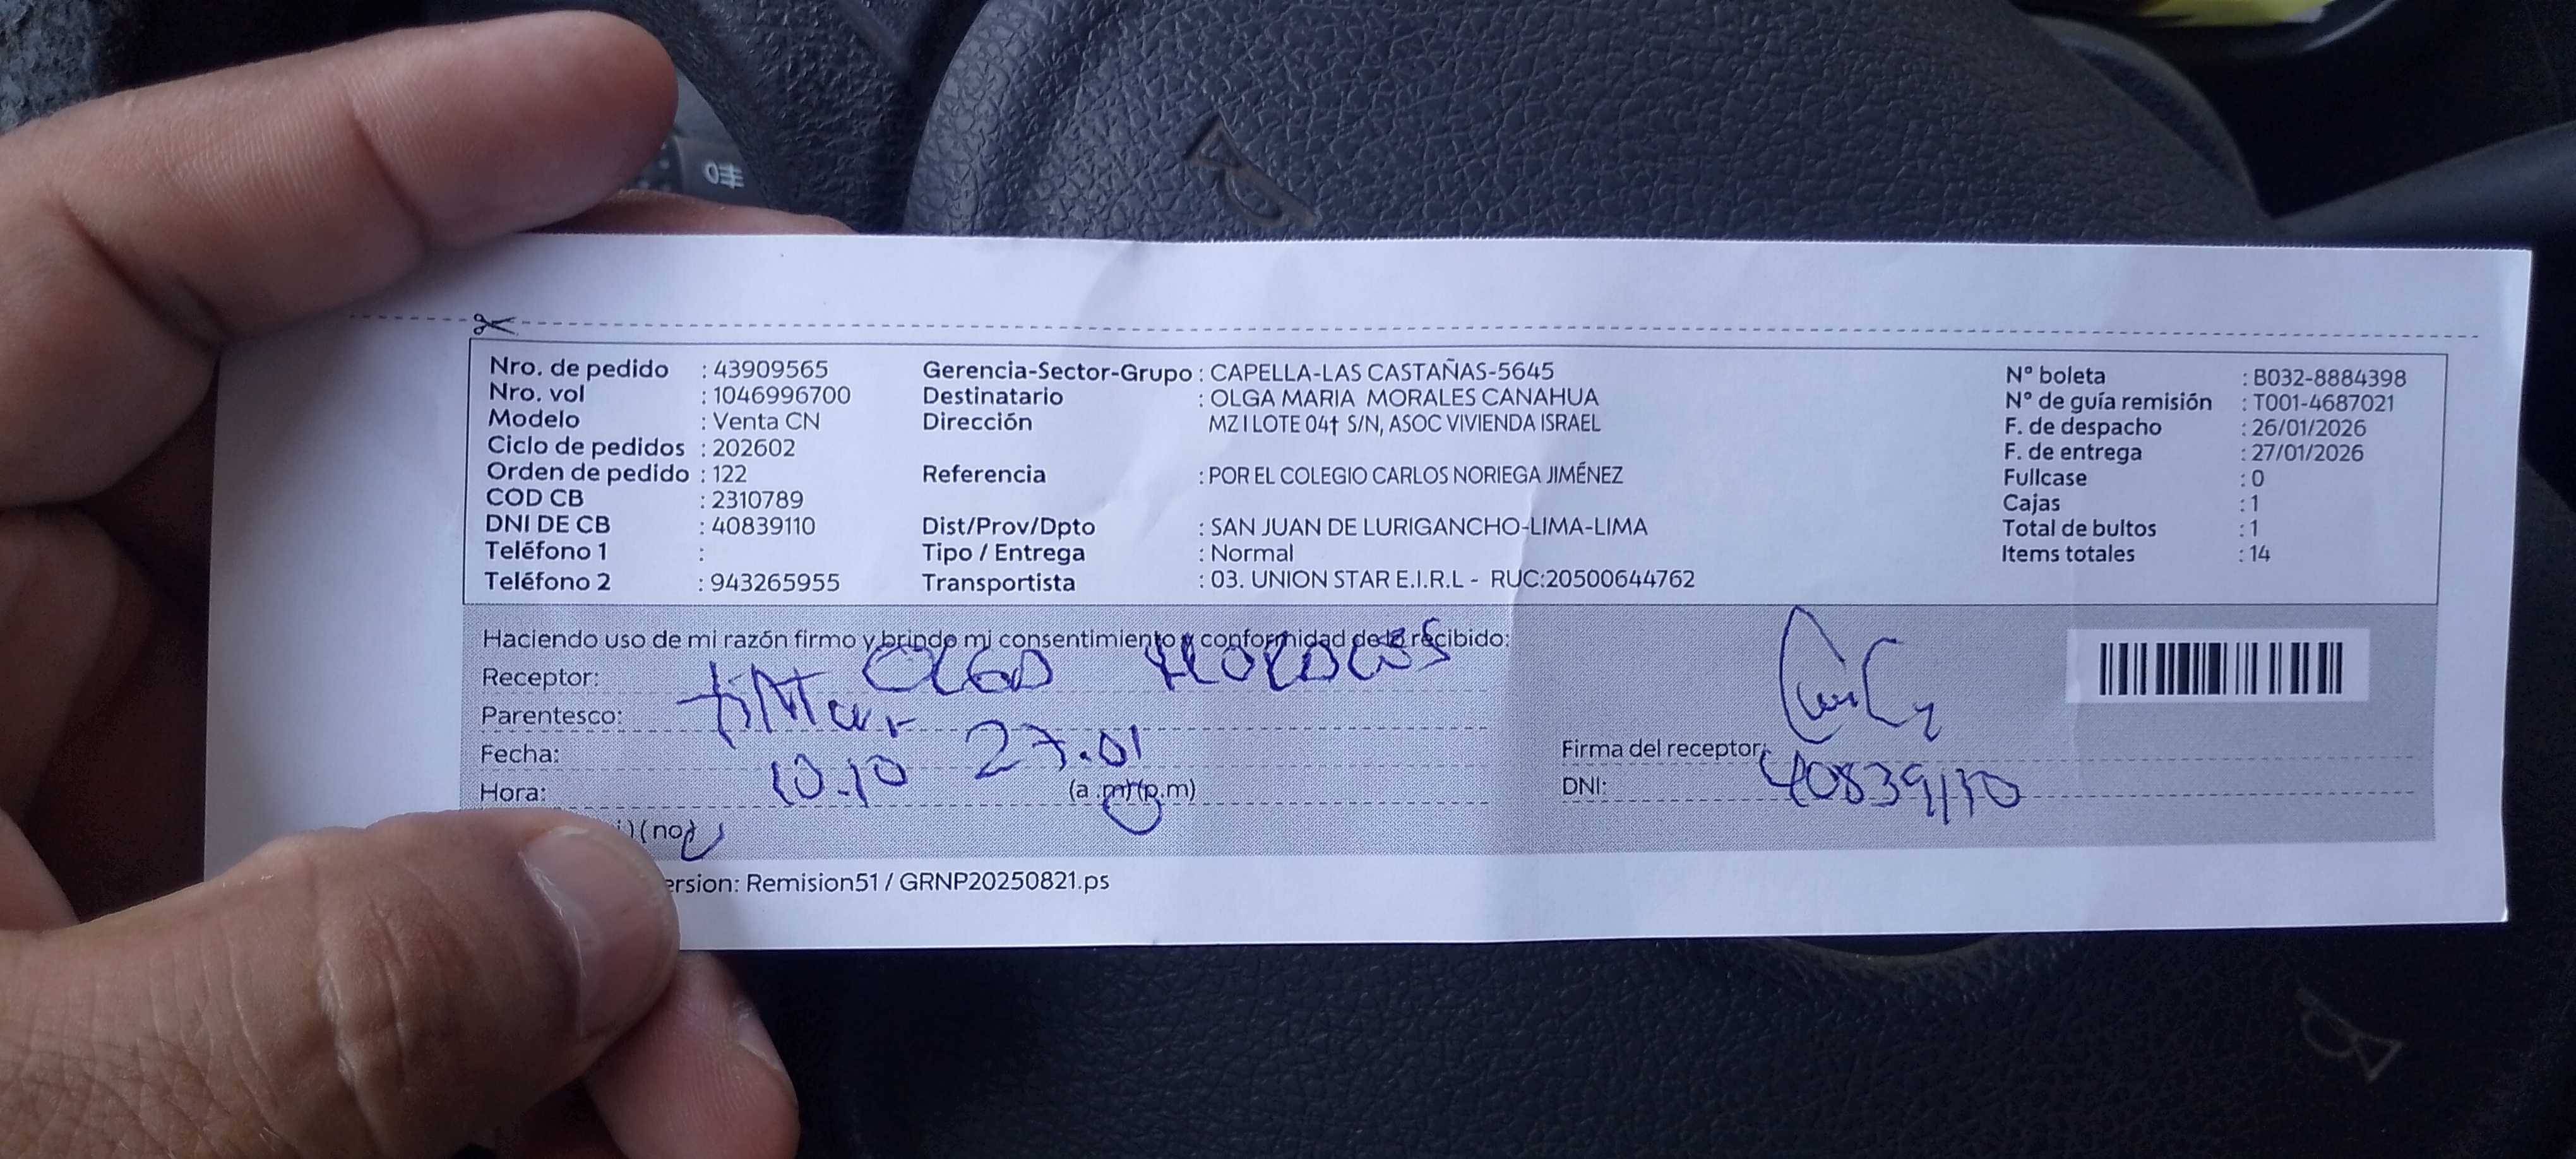 Nro. de pedido : 43909565 Gerencia-Sector-Grupo : CAPELLA-LAS CASTAÑAS-5645 N° boleta : B032-8884398
Nro. vol : 1046996700 Destinatario : OLGA MARIA MORALES CANAHUA N° de guía remisión : T001-4687021
Modelo : Venta CN Dirección MZ I LOTE 04† S/N, ASOC VIVIENDA ISRAEL F. de despacho : 26/01/2026
Ciclo de pedidos : 202602 F. de entrega : 27/01/2026
Orden de pedido : 122 Referencia : POR EL COLEGIO CARLOS NORIEGA JIMÉNEZ Fullcase : 0
COD CB : 2310789 Cajas : 1
DNI DE CB : 40839110 Dist/Prov/Dpto : SAN JUAN DE LURIGANCHO-LIMA-LIMA Total de bultos : 1
Teléfono 1 : Tipo / Entrega : Normal Items totales : 14
Teléfono 2 : 943265955 Transportista : 03. UNION STAR E.I.R.L - RUC:20500644762
Haciendo uso de mi razón firmo y brindo mi consentimiento y conformidad de lo recibido:
Receptor: OLGA MORALES
Parentesco: titular
Fecha: 27.01
Hora: 10.10 (a.m)(p.m)
Firma del receptor:
DNI: 40839110
i)(no)
ersion: Remision51 / GRNP20250821.ps